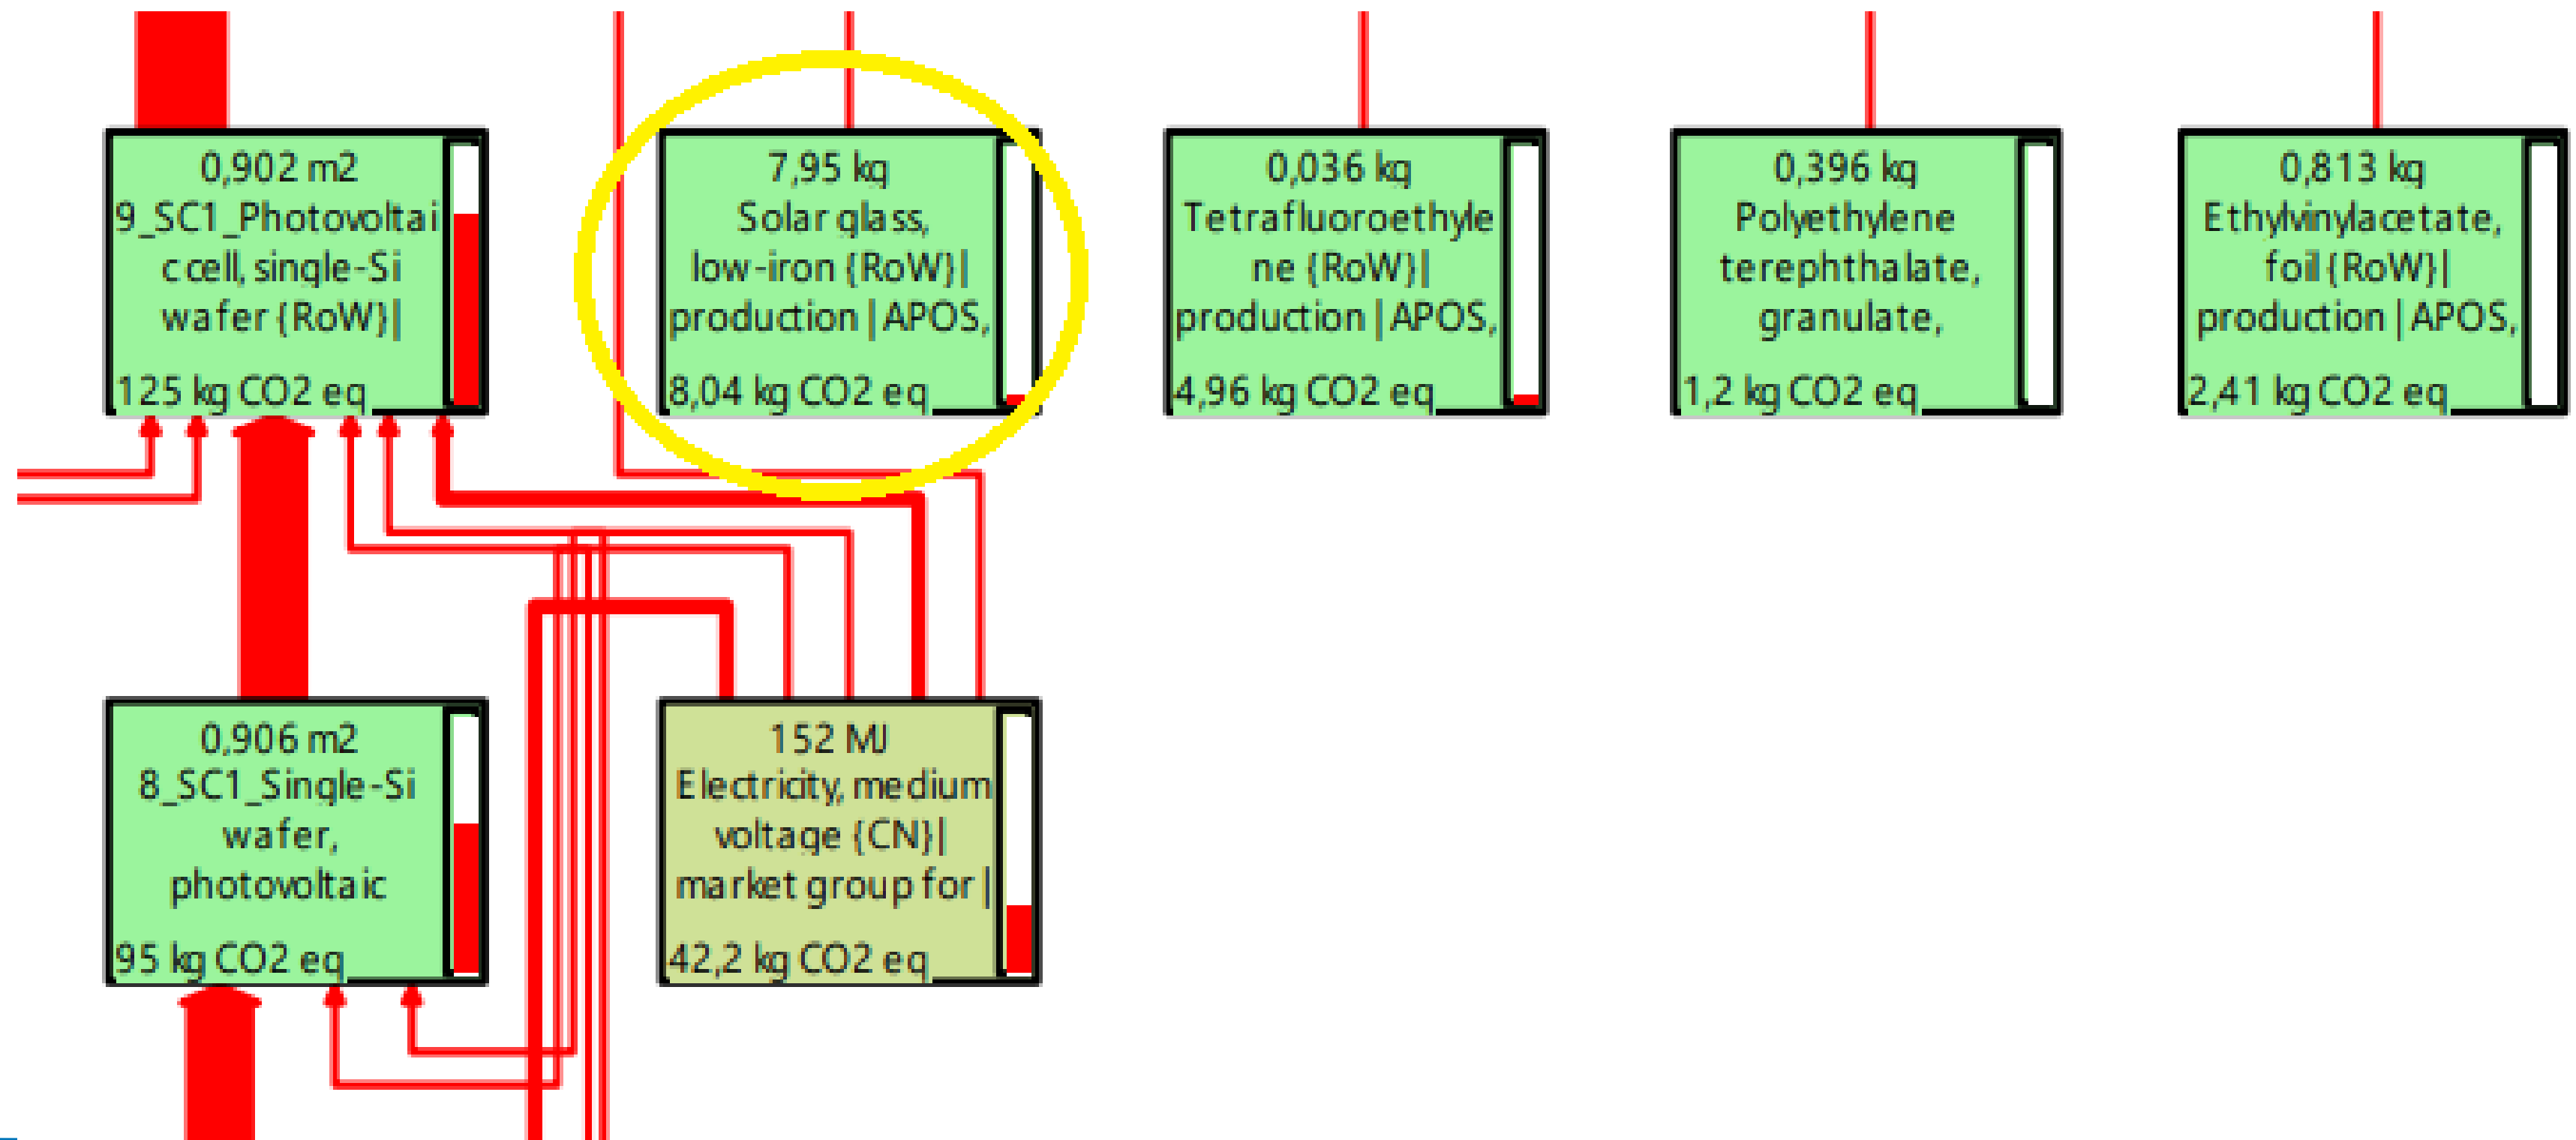 0,902 m2
9_SC1_Photovoltai
c cell, single-Si
wafer {RoW}|
125 kg CO2 eq
7,95 kg
Solar glass,
low-iron {RoW}|
production | APOS,
8,04 kg CO2 eq
0,036 kg
Tetrafluoroethyle
ne {RoW}|
production | APOS,
4,96 kg CO2 eq
0,396 kg
Polyethylene
terephthalate,
granulate,
1,2 kg CO2 eq
0,813 kg
Ethylvinylacetate,
foil {RoW}|
production | APOS,
2,41 kg CO2 eq
0,906 m2
8_SC1_Single-Si
wafer,
photovoltaic
95 kg CO2 eq
152 MJ
Electricity, medium
voltage {CN}|
market group for |
42,2 kg CO2 eq